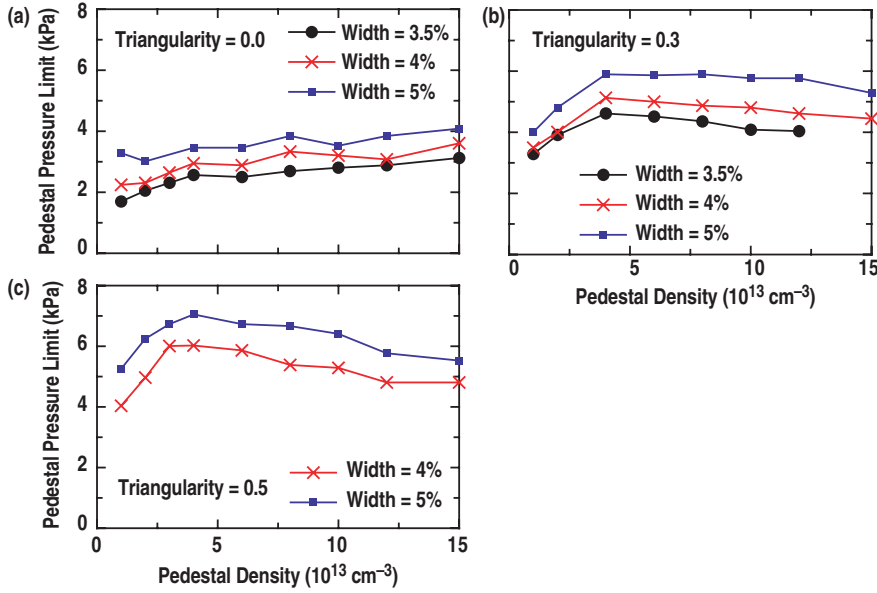 (a)
Pedestal Pressure Limit (kPa)
8
6
4
2
0
Triangularity = 0.0
Width = 3.5%
Width = 4%
Width = 5%
(b)
Triangularity = 0.3
Width = 3.5%
Width = 4%
Width = 5%
0
5
10
15
Pedestal Density (10¹³ cm⁻³)
(c)
Pedestal Pressure Limit (kPa)
8
6
4
2
0
Triangularity = 0.5
Width = 4%
Width = 5%
0
5
10
15
Pedestal Density (10¹³ cm⁻³)